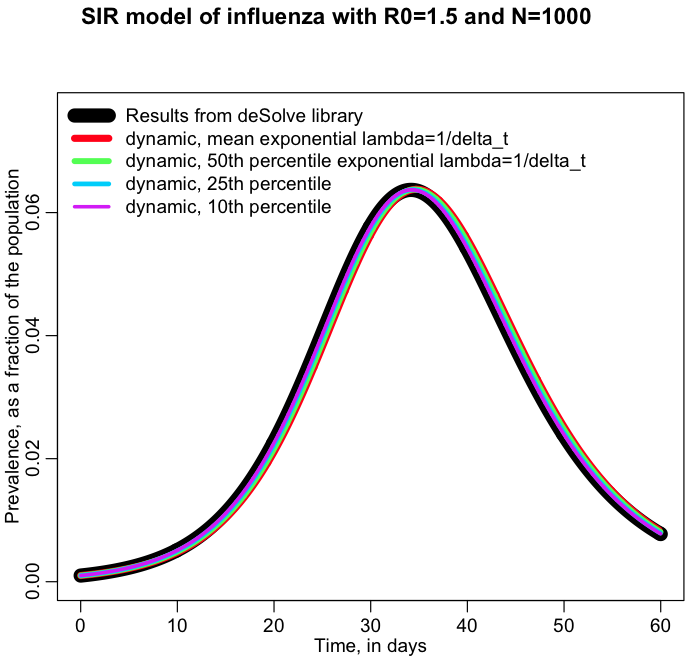 SIR model of influenza with R0=1.5 and N=1000
Results from deSolve library
dynamic, mean exponential lambda=1/delta_t
dynamic, 50th percentile exponential lambda=1/delta_t
dynamic, 25th percentile
dynamic, 10th percentile
Prevalence, as a fraction of the population
0.06
0.04
0.02
0.00
0 10 20 30 40 50 60
Time, in days